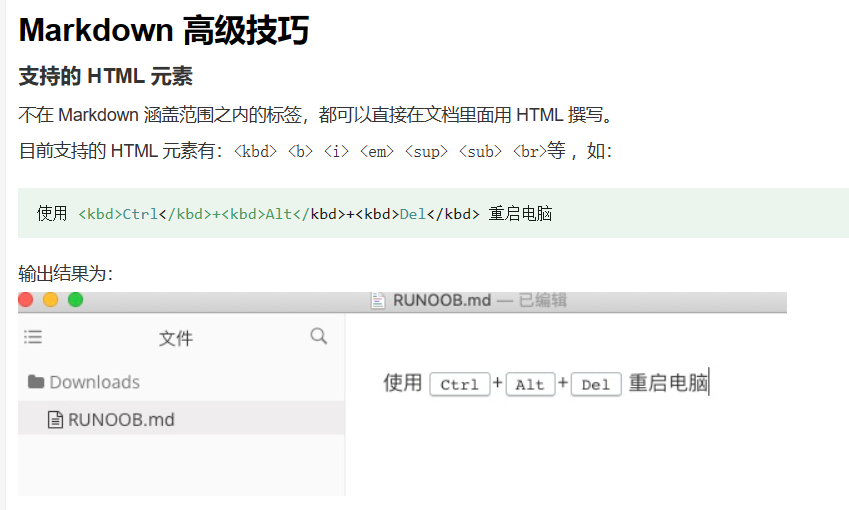 Markdown 高级技巧
支持的 HTML 元素
不在 Markdown 涵盖范围之内的标签，都可以直接在文档里面用 HTML 撰写。
目前支持的 HTML 元素有：<kbd> <b> <i> <em> <sup> <sub> <br>等 ，如：
使用 <kbd>Ctrl</kbd>+<kbd>Alt</kbd>+<kbd>Del</kbd> 重启电脑
输出结果为：
RUNOOB.md — 已编辑
文件
Downloads
RUNOOB.md
使用 Ctrl+Alt+Del 重启电脑